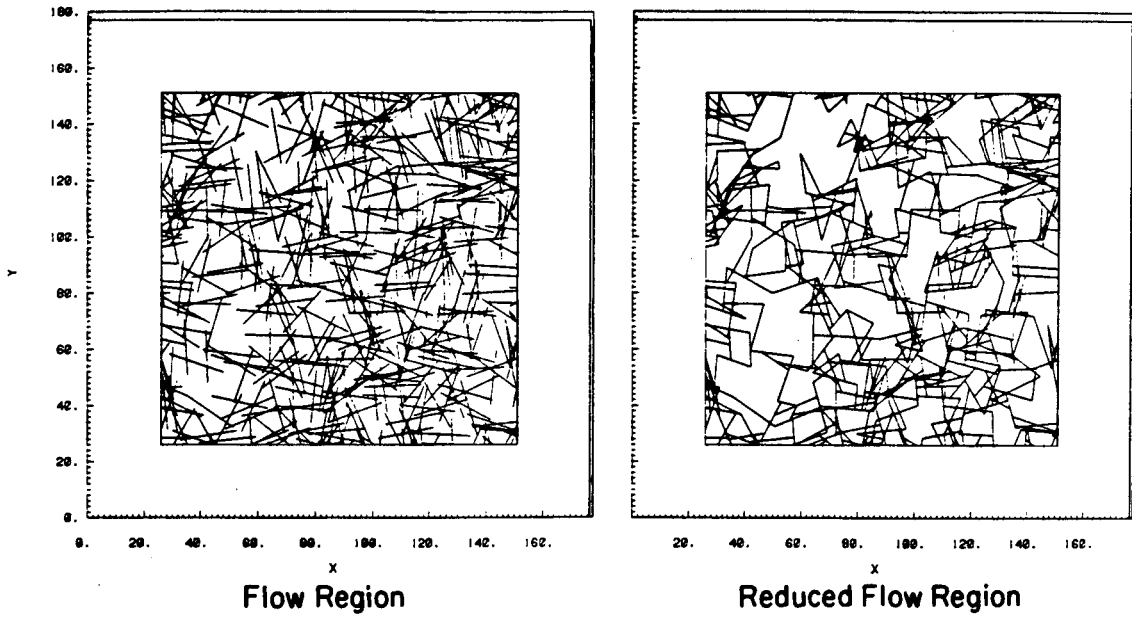 180.
160.
140.
120.
100.
80.
60.
40.
20.
0.
Y
0. 20. 40. 60. 80. 100. 120. 140. 160.
X
Flow Region
20. 40. 60. 80. 100. 120. 140. 160.
X
Reduced Flow Region